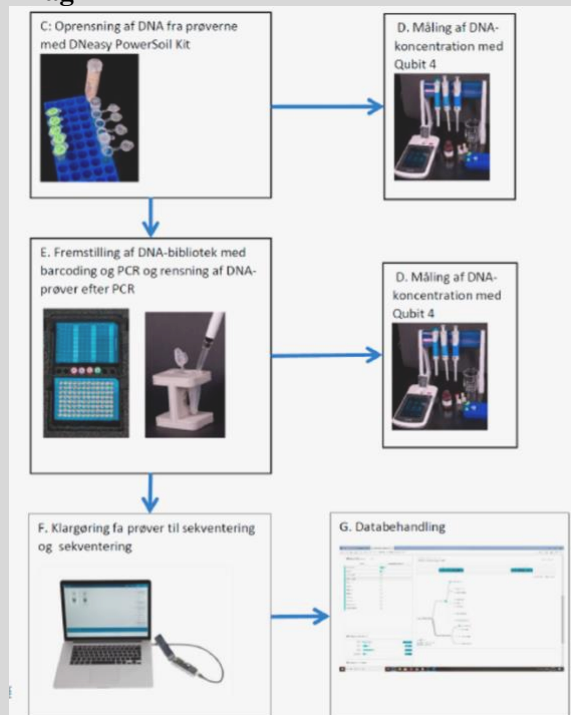 C: Oprensning af DNA fra prøverne
med DNeasy PowerSoil Kit
D. Måling af DNA-
koncentration med
Qubit 4
E. Fremstilling af DNA-bibliotek med
barcoding og PCR og rensning af DNA-
prøver efter PCR
D. Måling af DNA-
koncentration med
Qubit 4
F. Klargøring fa prøver til sekventering
og sekventering
G. Databehandling